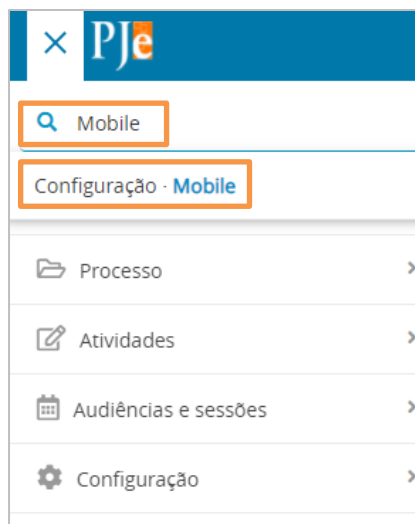 PJe
Mobile
Configuração · Mobile
Processo
Atividades
Audiências e sessões
Configuração